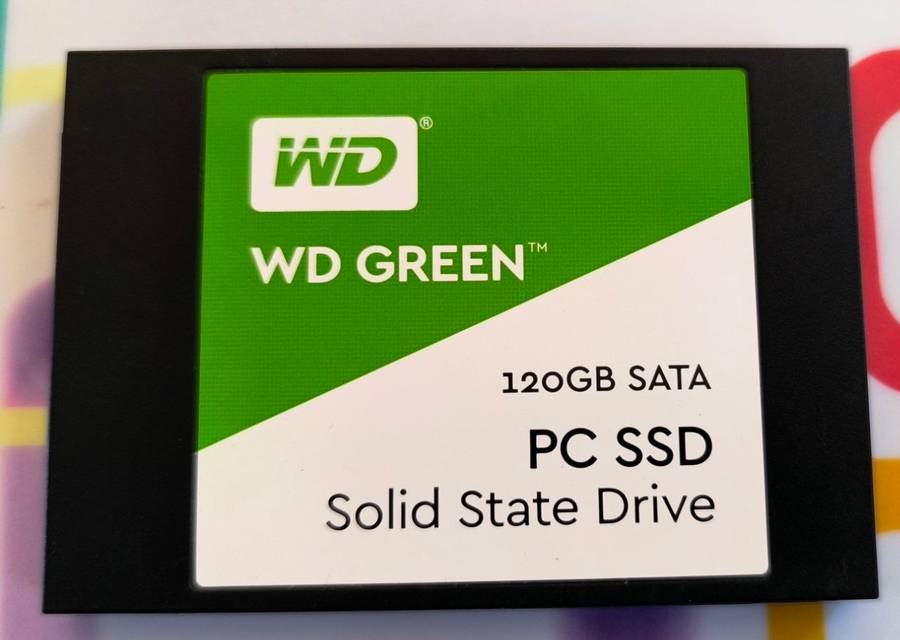 WD®
WD GREEN™
120GB SATA
PC SSD
Solid State Drive